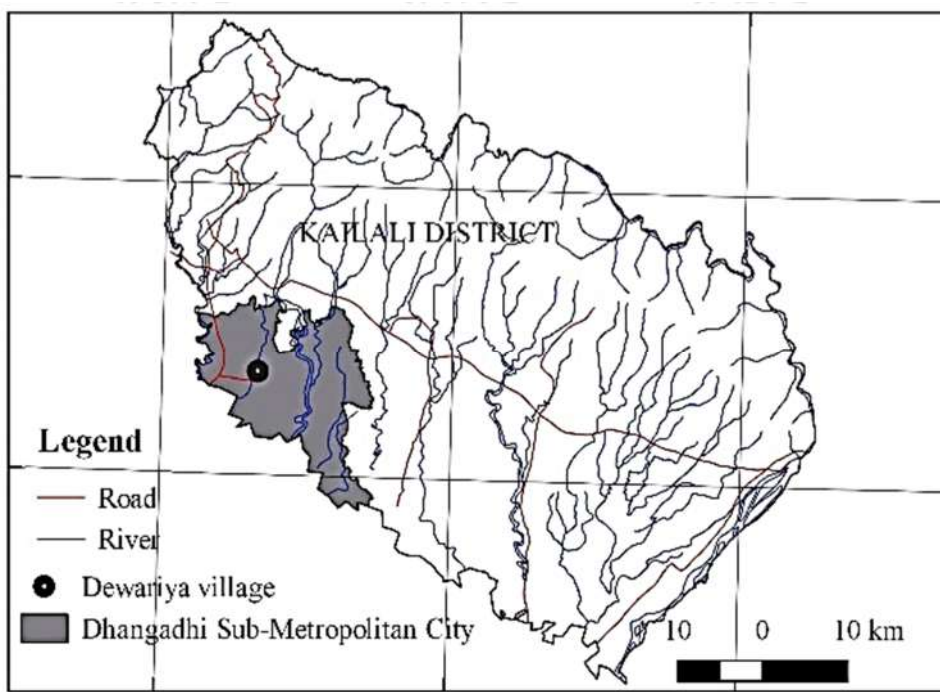 KAILALI DISTRICT
Legend
Road
River
Dewariya village
Dhangadhi Sub-Metropolitan City
10 0 10 km